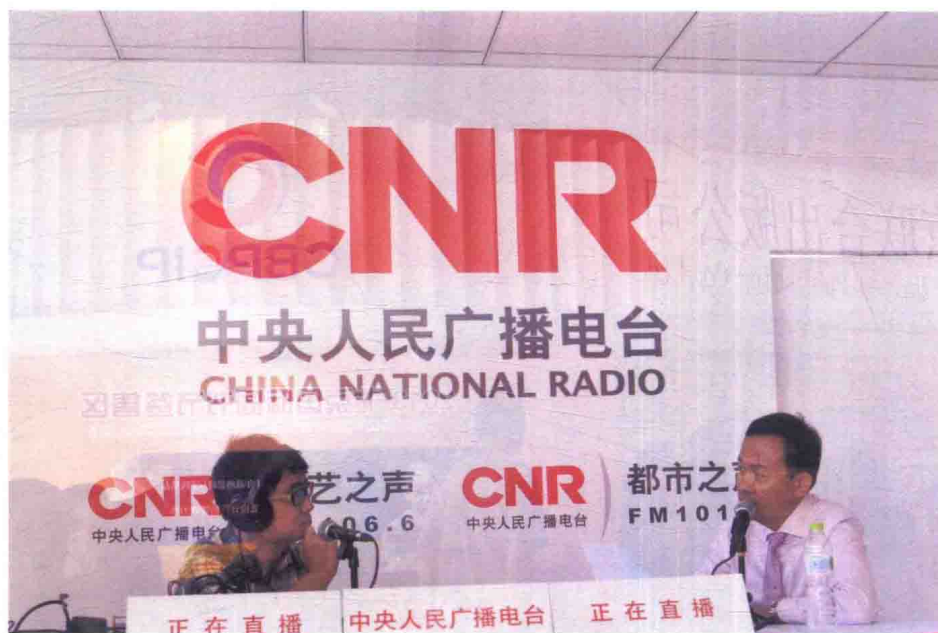 CNR
中央人民广播电台
CHINA NATIONAL RADIO
CNR
中央人民广播电台
艺之声
06.6
CNR
中央人民广播电台
都市之
FM101
正在直播
中央人民广播电台
正在直播